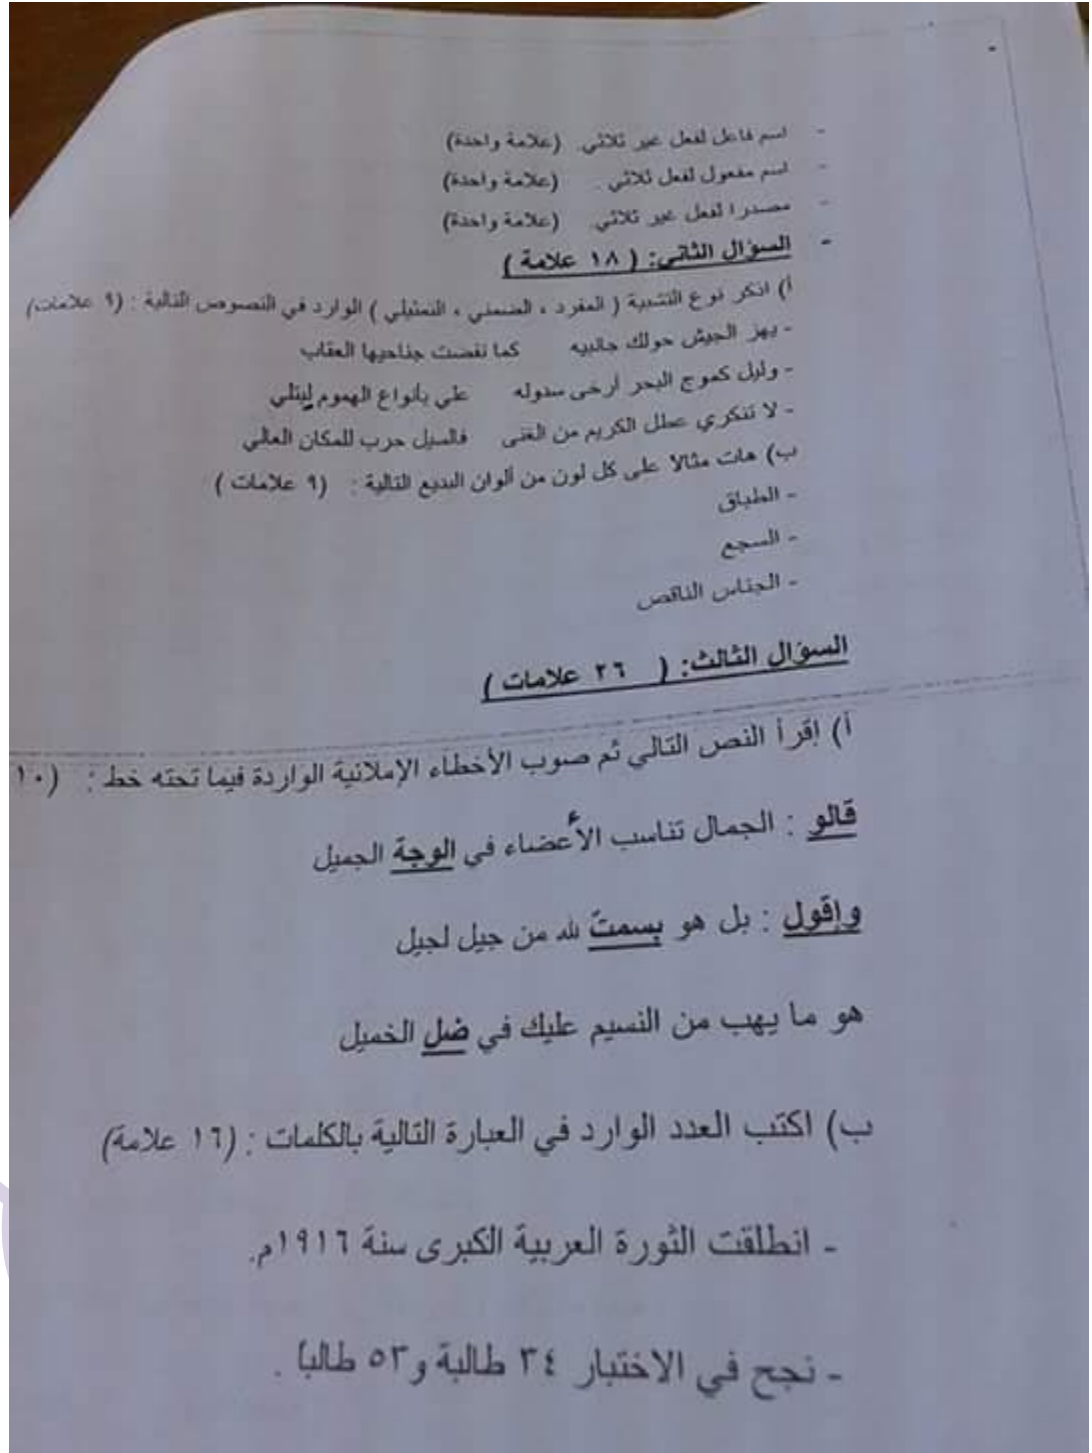 - اسم فاعل لفعل غير ثلاثي. (علامة واحدة)
- اسم مفعول لفعل ثلاثي. (علامة واحدة)
- مصدرا لفعل غير ثلاثي. (علامة واحدة)
- السؤال الثاني: ( ١٨ علامة )
أ) اذكر نوع التشبية ( المفرد ، الضمني ، التمثيلي ) الوارد في النصوص التالية : (٩ علامات)
- يهز الجيش حولك جانبيه كما نفضت جناحيها العقاب
- وليل كموج البحر أرخى سدوله علي بأنواع الهموم ليبتلي
- لا تنكري عطل الكريم من الغنى فالسيل حرب للمكان العالي
ب) هات مثالا على كل لون من ألوان البديع التالية : (٩ علامات )
- الطباق
- السجع
- الجناس الناقص
السؤال الثالث: ( ٢٦ علامات )
أ) إقرأ النص التالي ثم صوب الأخطاء الإملائية الواردة فيما تحته خط : (١٠
قالو : الجمال تناسب الأعضاء في الوجة الجميل
وإقول : بل هو بسمتٌ لله من جيل لجيل
هو ما يهب من النسيم عليك في ضل الخميل
ب) اكتب العدد الوارد في العبارة التالية بالكلمات : (١٦ علامة)
- انطلقت الثورة العربية الكبرى سنة ١٩١٦م.
- نجح في الاختبار ٣٤ طالبة و٥٣ طالباً .